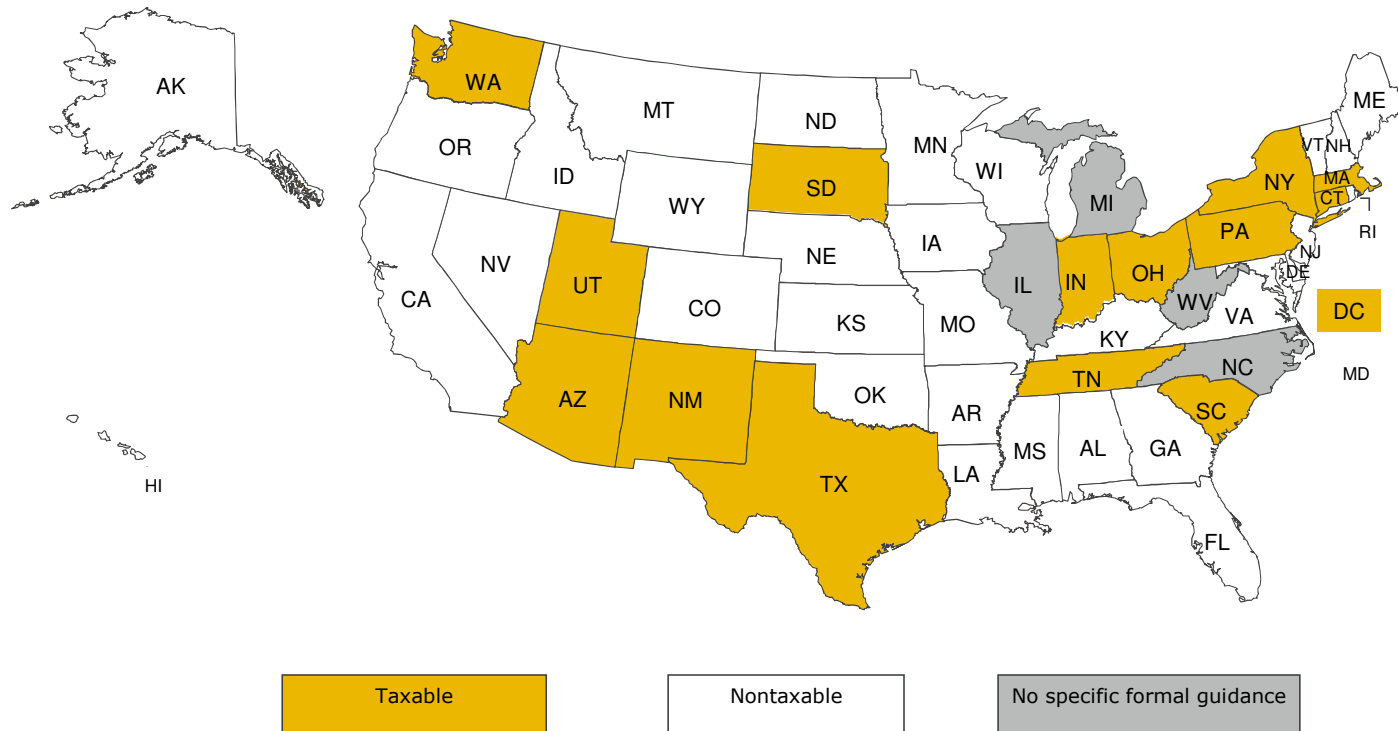 AK
WA
MT
ND
MN
ME
OR
ID
SD
WI
VT
NH
WY
MI
NY
MA
CT
RI
NV
NE
IA
PA
NJ
CA
UT
CO
KS
MO
IL
IN
OH
WV
DE
VA
DC
KY
MD
AZ
NM
OK
AR
TN
NC
SC
HI
TX
LA
MS
AL
GA
FL
Taxable
Nontaxable
No specific formal guidance